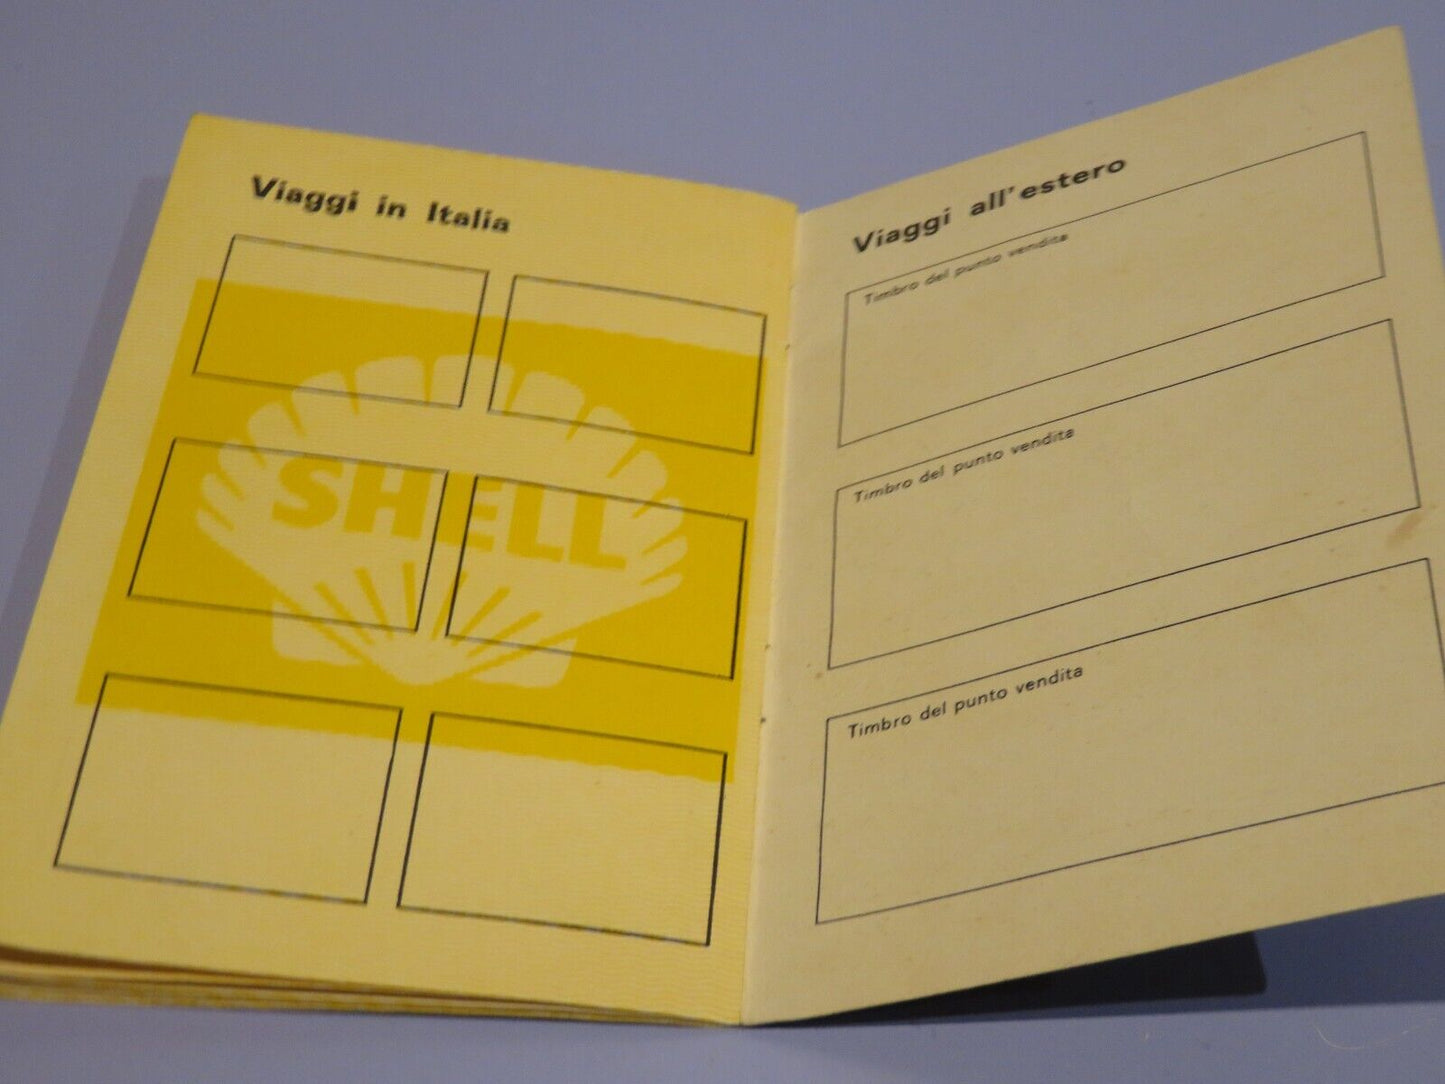 Viaggi in Italia
SHELL
Viaggi all'estero
Timbro del punto vendita
Timbro del punto vendita
Timbro del punto vendita